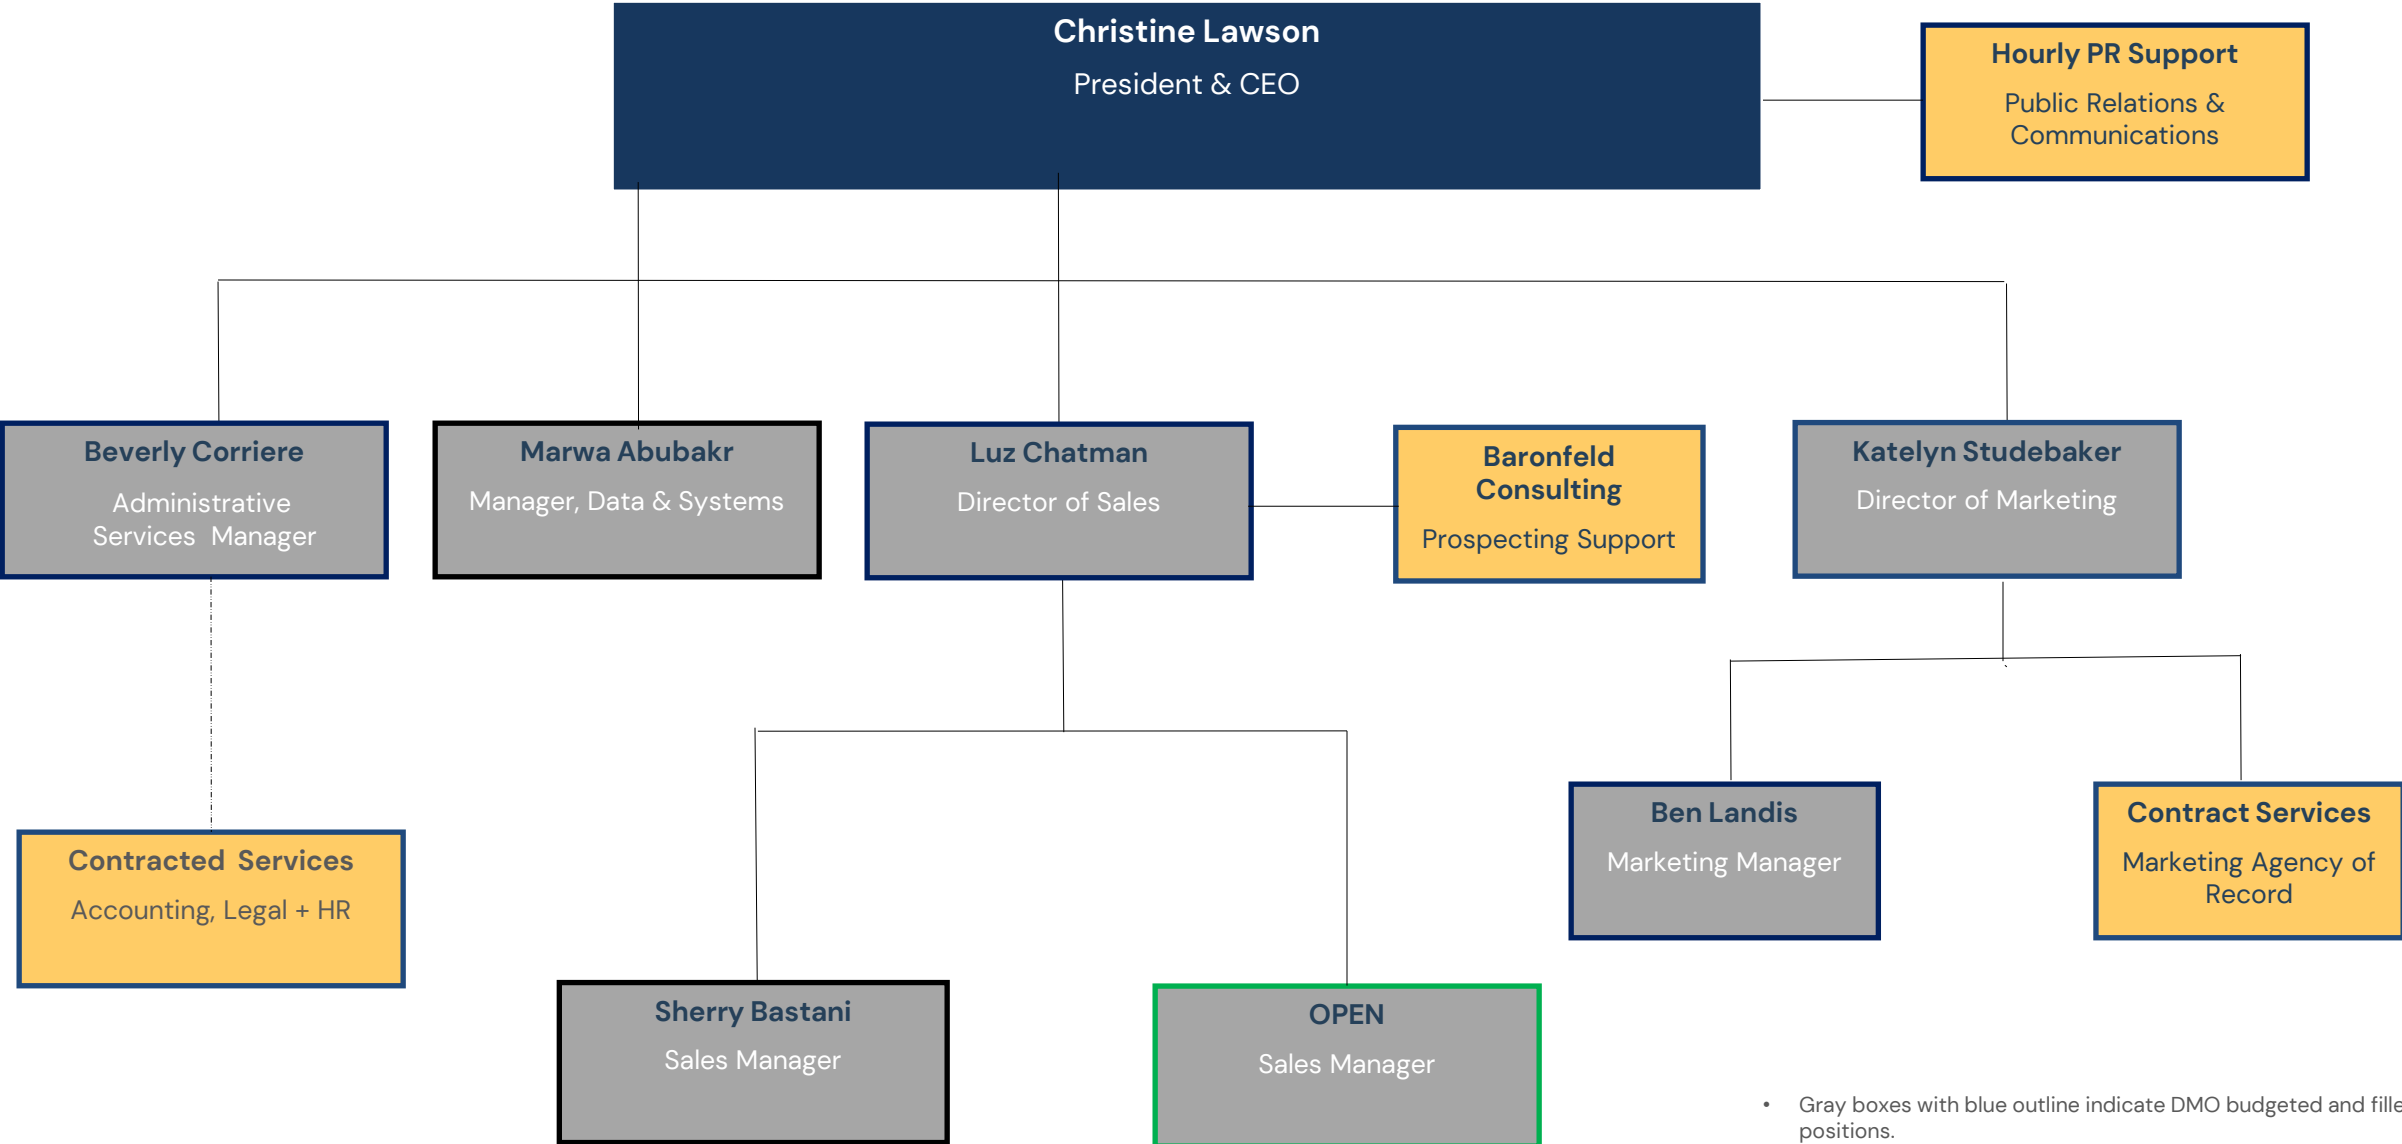 Christine Lawson
President & CEO
Hourly PR Support
Public Relations &
Communications
Beverly Corriere
Administrative
Services Manager
Marwa Abubakr
Manager, Data & Systems
Luz Chatman
Director of Sales
Baronfeld
Consulting
Prospecting Support
Katelyn Studebaker
Director of Marketing
Contracted Services
Accounting, Legal + HR
Ben Landis
Marketing Manager
Contract Services
Marketing Agency of
Record
Sherry Bastani
Sales Manager
OPEN
Sales Manager
• Gray boxes with blue outline indicate DMO budgeted and fille
positions.